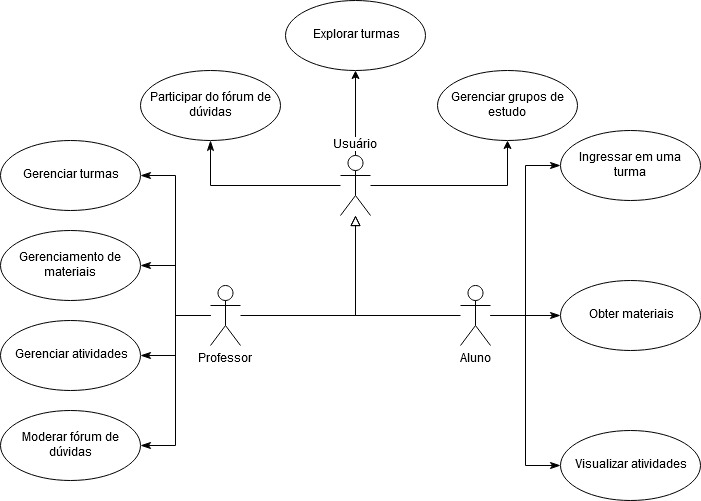 Explorar turmas
Participar do fórum de
dúvidas
Gerenciar grupos de
estudo
Usuário
Gerenciar turmas
Ingressar em uma
turma
Gerenciamento de
materiais
Obter materiais
Gerenciar atividades
Professor
Aluno
Moderar fórum de
dúvidas
Visualizar atividades